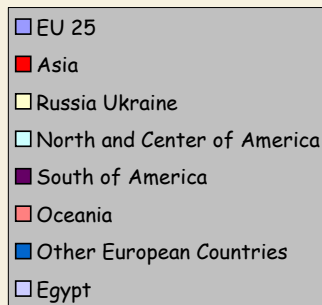 EU 25
Asia
Russia Ukraine
North and Center of America
South of America
Oceania
Other European Countries
Egypt